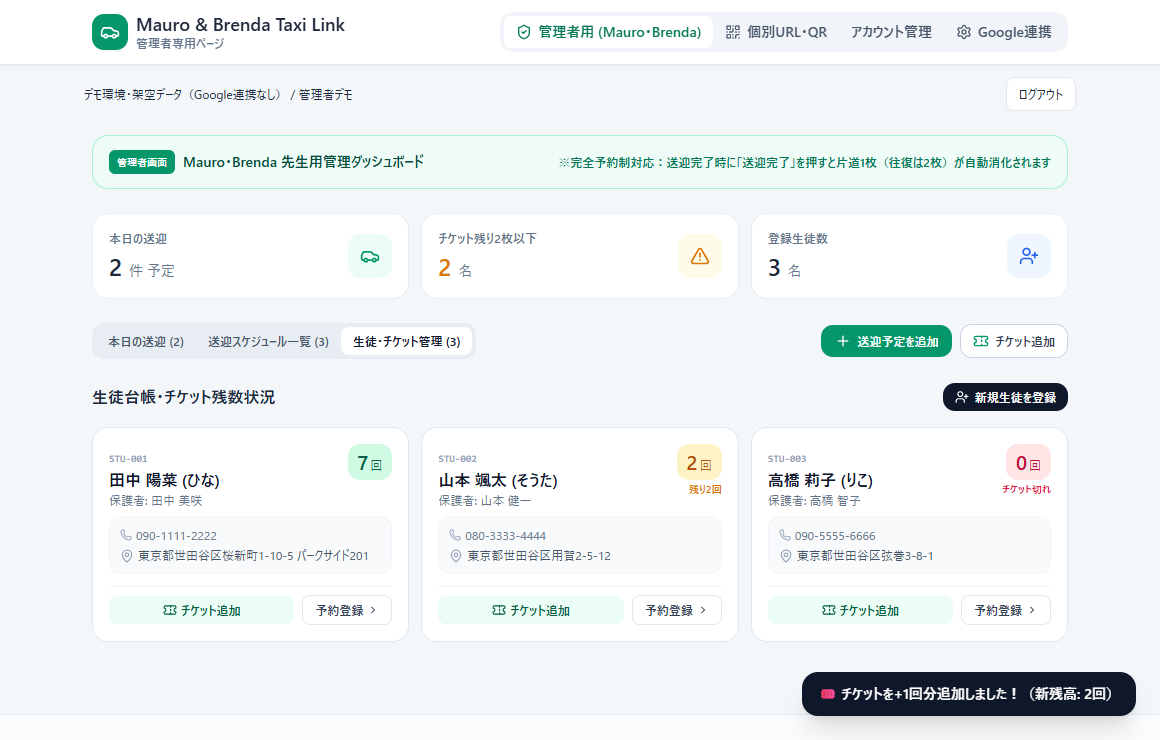 Mauro & Brenda Taxi Link
管理者専用ページ
管理者用 (Mauro・Brenda)
個別URL・QR
アカウント管理
Google連携
デモ環境・架空データ（Google連携なし） / 管理者デモ
ログアウト
管理者画面
Mauro・Brenda 先生用管理ダッシュボード
※完全予約制対応：送迎完了時に「送迎完了」を押すと片道1枚（往復は2枚）が自動消化されます
本日の送迎
2 件 予定
チケット残り2枚以下
2 名
登録生徒数
3 名
本日の送迎 (2)
送迎スケジュール一覧 (3)
生徒・チケット管理 (3)
送迎予定を追加
チケット追加
生徒台帳・チケット残数状況
新規生徒を登録
STU-001
7回
田中 陽菜 (ひな)
保護者: 田中 美咲
090-1111-2222
東京都世田谷区桜新町1-10-5 パークサイド201
チケット追加
予約登録
STU-002
2回
残り2回
山本 颯太 (そうた)
保護者: 山本 健一
080-3333-4444
東京都世田谷区用賀2-5-12
チケット追加
予約登録
STU-003
0回
チケット切れ
高橋 莉子 (りこ)
保護者: 高橋 智子
090-5555-6666
東京都世田谷区弦巻3-8-1
チケット追加
予約登録
チケットを+1回分追加しました！（新残高: 2回）